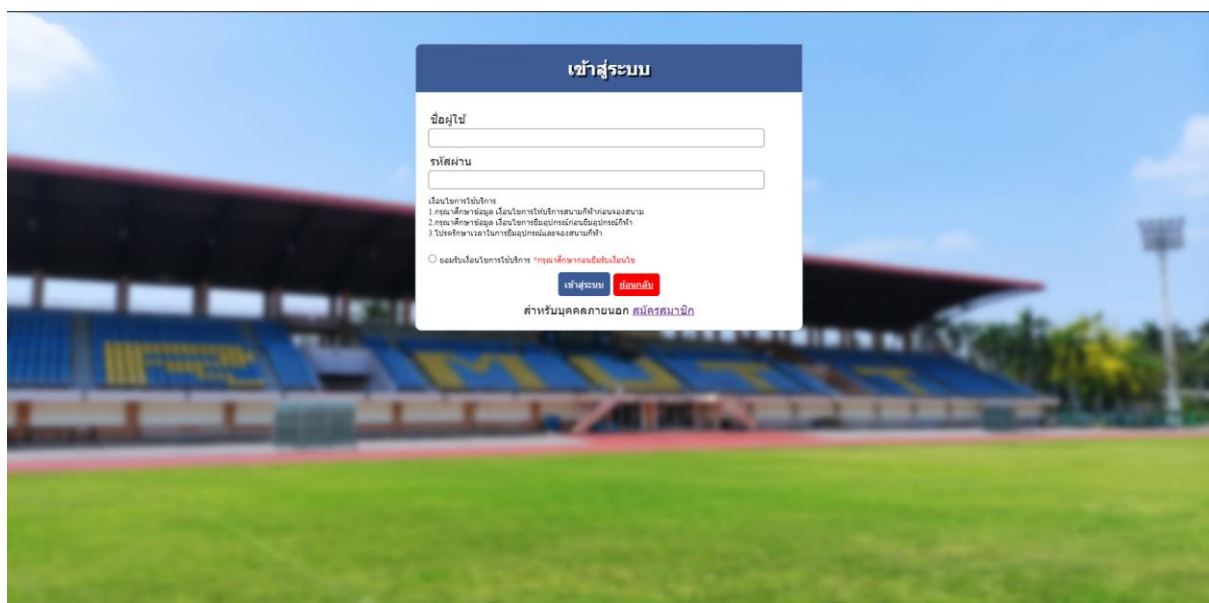 เข้าสู่ระบบ
ชื่อผู้ใช้
รหัสผ่าน
เงื่อนไขการใช้บริการ
1.กรุณาศึกษาข้อมูล เงื่อนไขการให้บริการสนามกีฬาก่อนจองสนาม
2.กรุณาศึกษาข้อมูล เงื่อนไขการยืมอุปกรณ์ก่อนยืมอุปกรณ์กีฬา
3.โปรดรักษาเวลาในการยืมอุปกรณ์และจองสนามกีฬา
ยอมรับเงื่อนไขการใช้บริการ *กรุณาศึกษาก่อนยืมรับเงื่อนไข
เข้าสู่ระบบ ย้อนกลับ
สำหรับบุคคลภายนอก สมัครสมาชิก
R M U T T